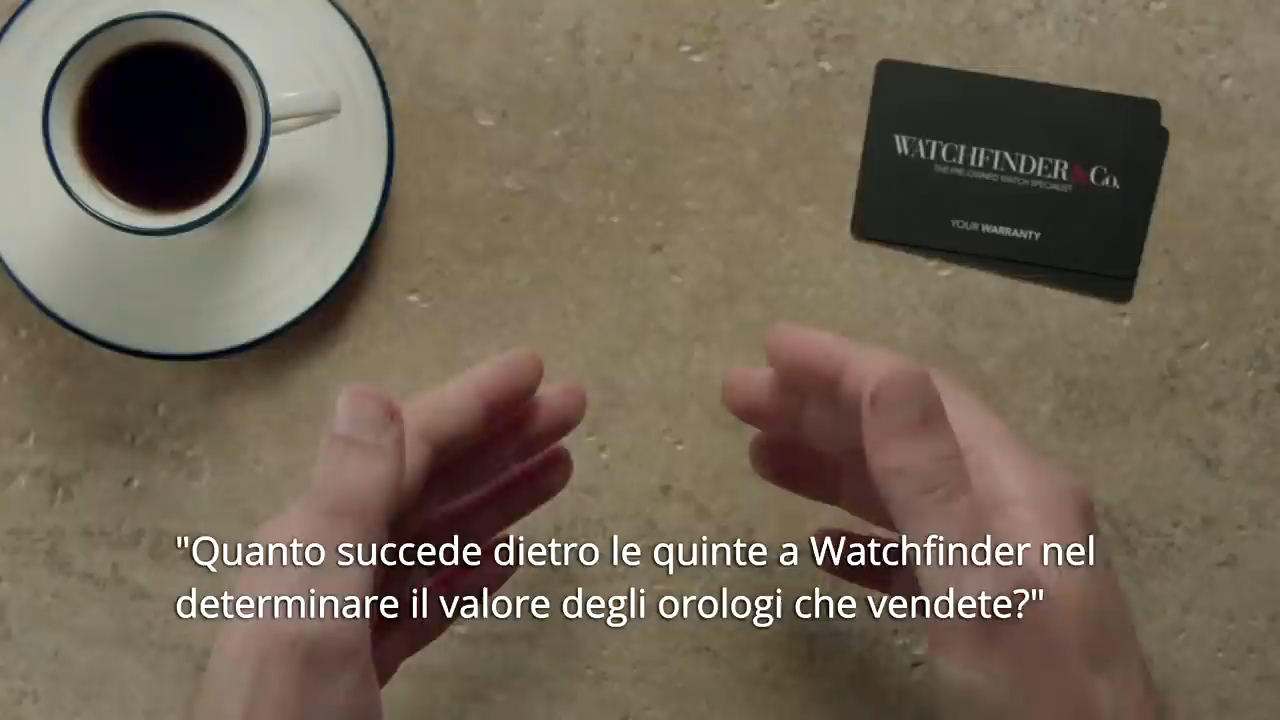 WATCHFINDER & Co.
THE PRE-OWNED WATCH SPECIALIST
YOUR WARRANTY
"Quanto succede dietro le quinte a Watchfinder nel
determinare il valore degli orologi che vendete?"